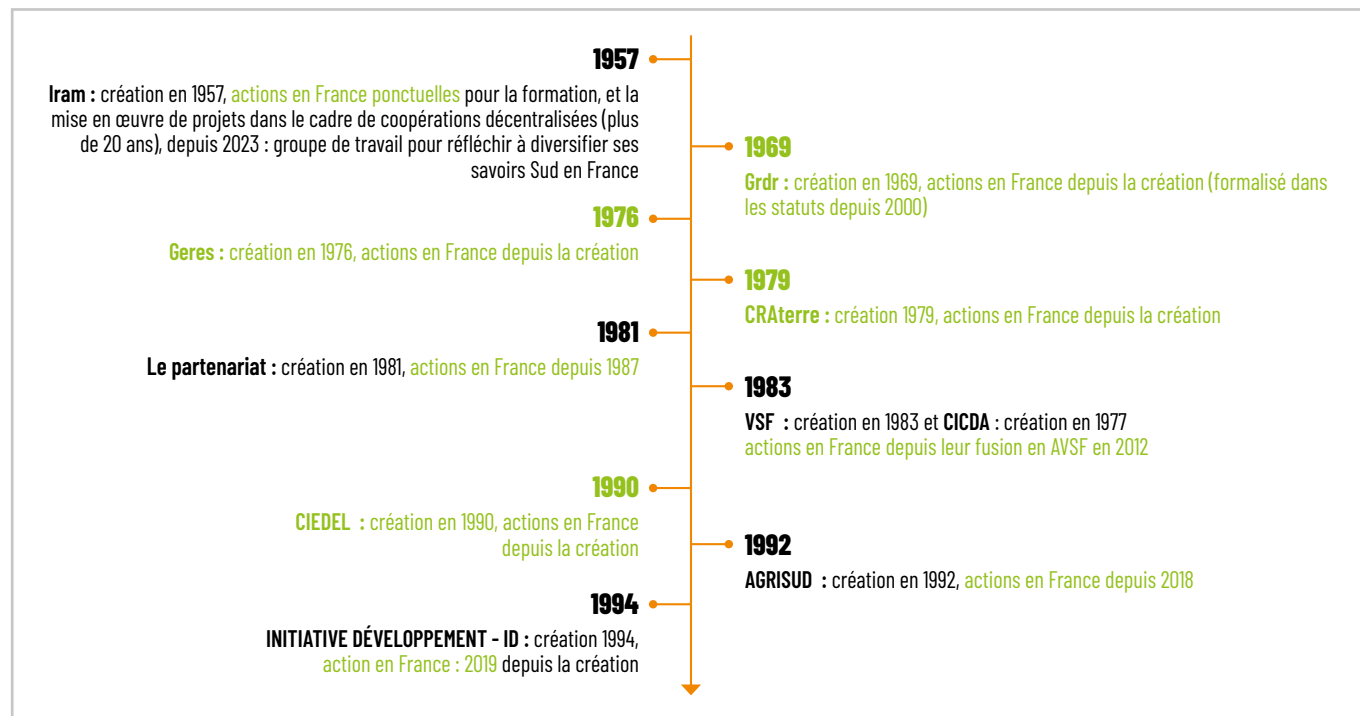 1957
Iram : création en 1957, actions en France ponctuelles pour la formation, et la
mise en œuvre de projets dans le cadre de coopérations décentralisées (plus
de 20 ans), depuis 2023 : groupe de travail pour réfléchir à diversifier ses
savoirs Sud en France
1969
Grdr : création en 1969, actions en France depuis la création (formalisé dans
les statuts depuis 2000)
1976
Geres : création en 1976, actions en France depuis la création
1979
CRAterre : création 1979, actions en France depuis la création
1981
Le partenariat : création en 1981, actions en France depuis 1987
1983
VSF : création en 1983 et CICDA : création en 1977
actions en France depuis leur fusion en AVSF en 2012
1990
CIEDEL : création en 1990, actions en France
depuis la création
1992
AGRISUD : création en 1992, actions en France depuis 2018
1994
INITIATIVE DÉVELOPPEMENT - ID : création 1994,
action en France : 2019 depuis la création